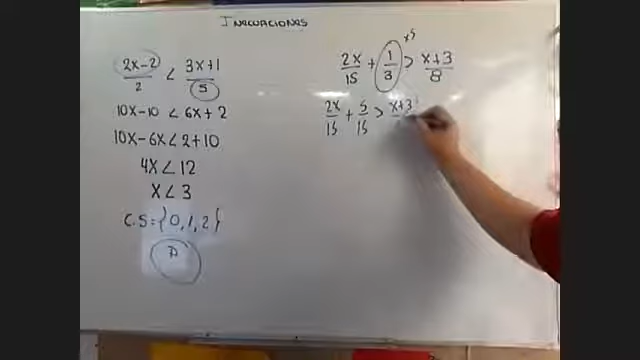 Inecuaciones
2x-2/2 < 3x+1/5
10x-10 < 6x+2
10x-6x < 2+10
4x < 12
x < 3
C.S = {0,1,2}
A
x5
2x/15 + 1/3 > x+3/8
2x/15 + 5/15 > x+3